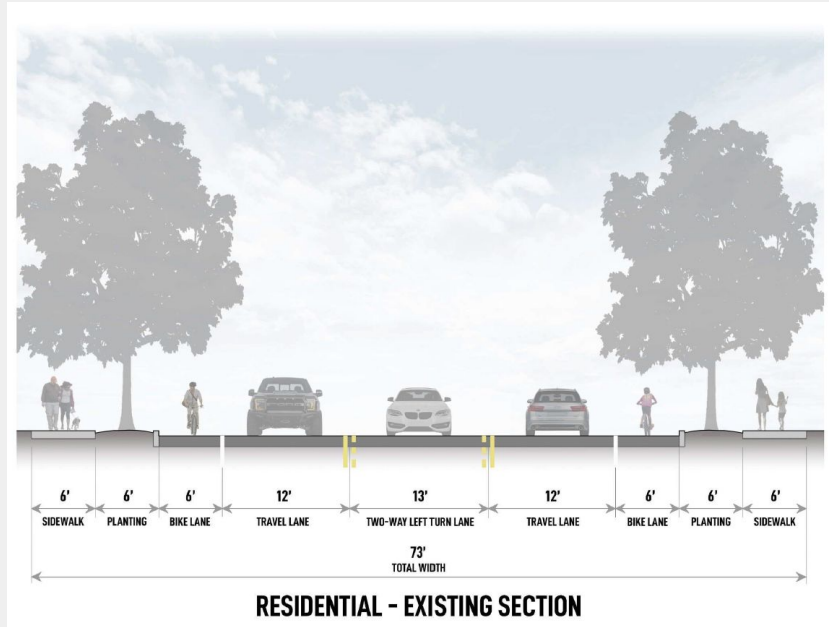 6' 6' 6' 12' 13' 12' 6' 6' 6'
SIDEWALK PLANTING BIKE LANE TRAVEL LANE TWO-WAY LEFT TURN LANE TRAVEL LANE BIKE LANE PLANTING SIDEWALK
73'
TOTAL WIDTH
RESIDENTIAL - EXISTING SECTION